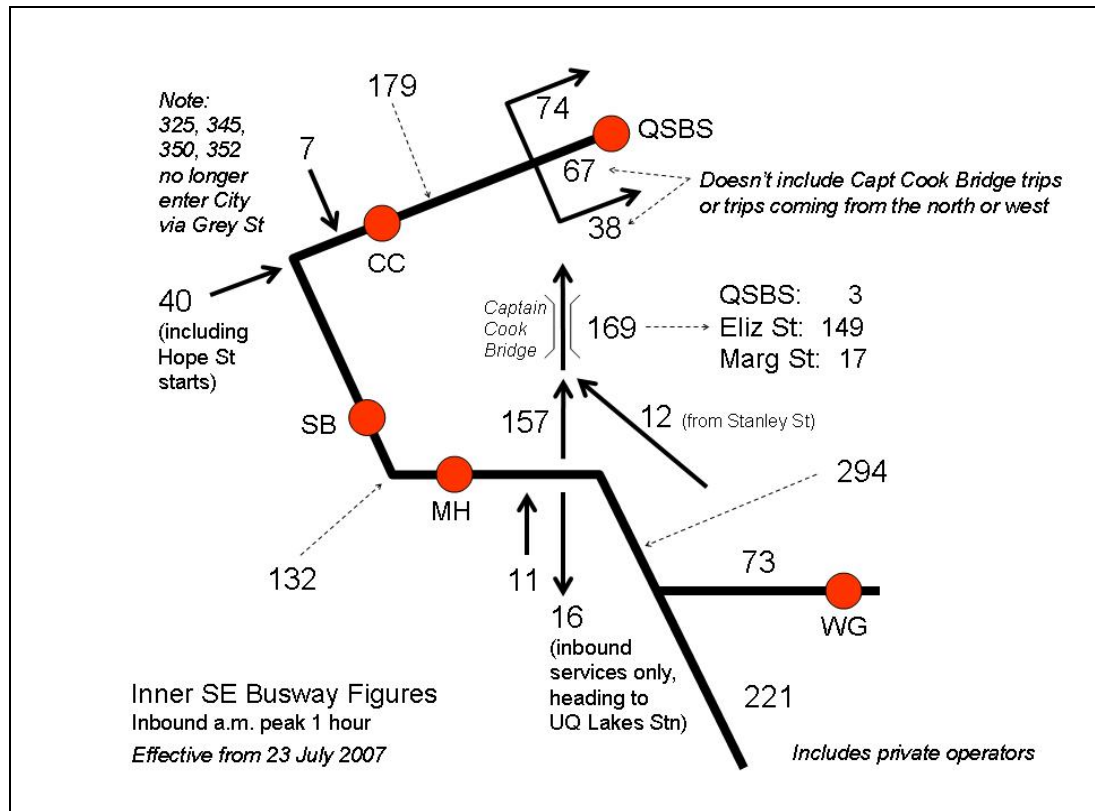 179
74
QSBS
Note:
325, 345,
350, 352
no longer
enter City
via Grey St
7
67
Doesn't include Capt Cook Bridge trips
or trips coming from the north or west
38
CC
40
(including
Hope St
starts)
Captain
Cook
Bridge
169
QSBS: 3
Eliz St: 149
Marg St: 17
SB
157
12 (from Stanley St)
294
MH
132
11
73
16
(inbound
services only,
heading to
UQ Lakes Stn)
WG
221
Inner SE Busway Figures
Inbound a.m. peak 1 hour
Effective from 23 July 2007
Includes private operators